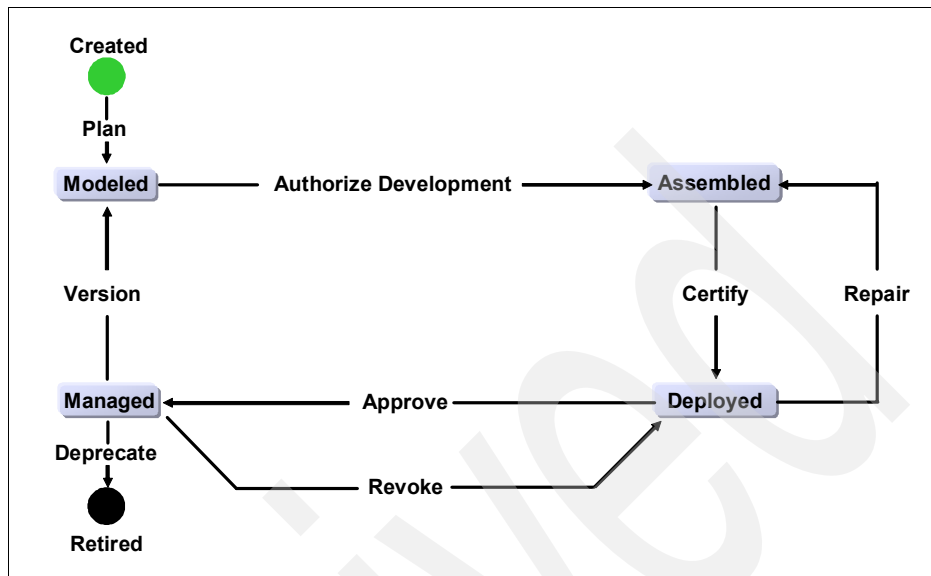 Created
Plan
Modeled
Authorize Development
Assembled
Version
Certify
Repair
Managed
Approve
Deployed
Deprecate
Revoke
Retired